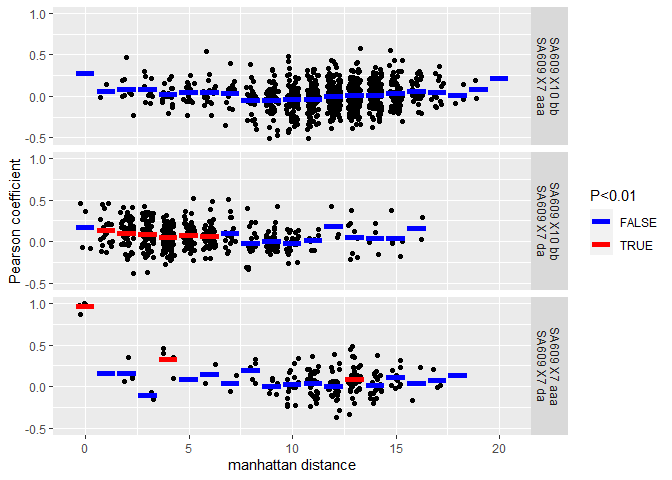 1.0
0.5
0.0
-0.5
SA609 X10 bb
SA609 X7 aaa
1.0
0.5
0.0
-0.5
SA609 X10 bb
SA609 X7 da
1.0
0.5
0.0
-0.5
SA609 X7 aaa
SA609 X7 da
Pearson coefficient
0 5 10 15 20
manhattan distance
P<0.01
FALSE
TRUE